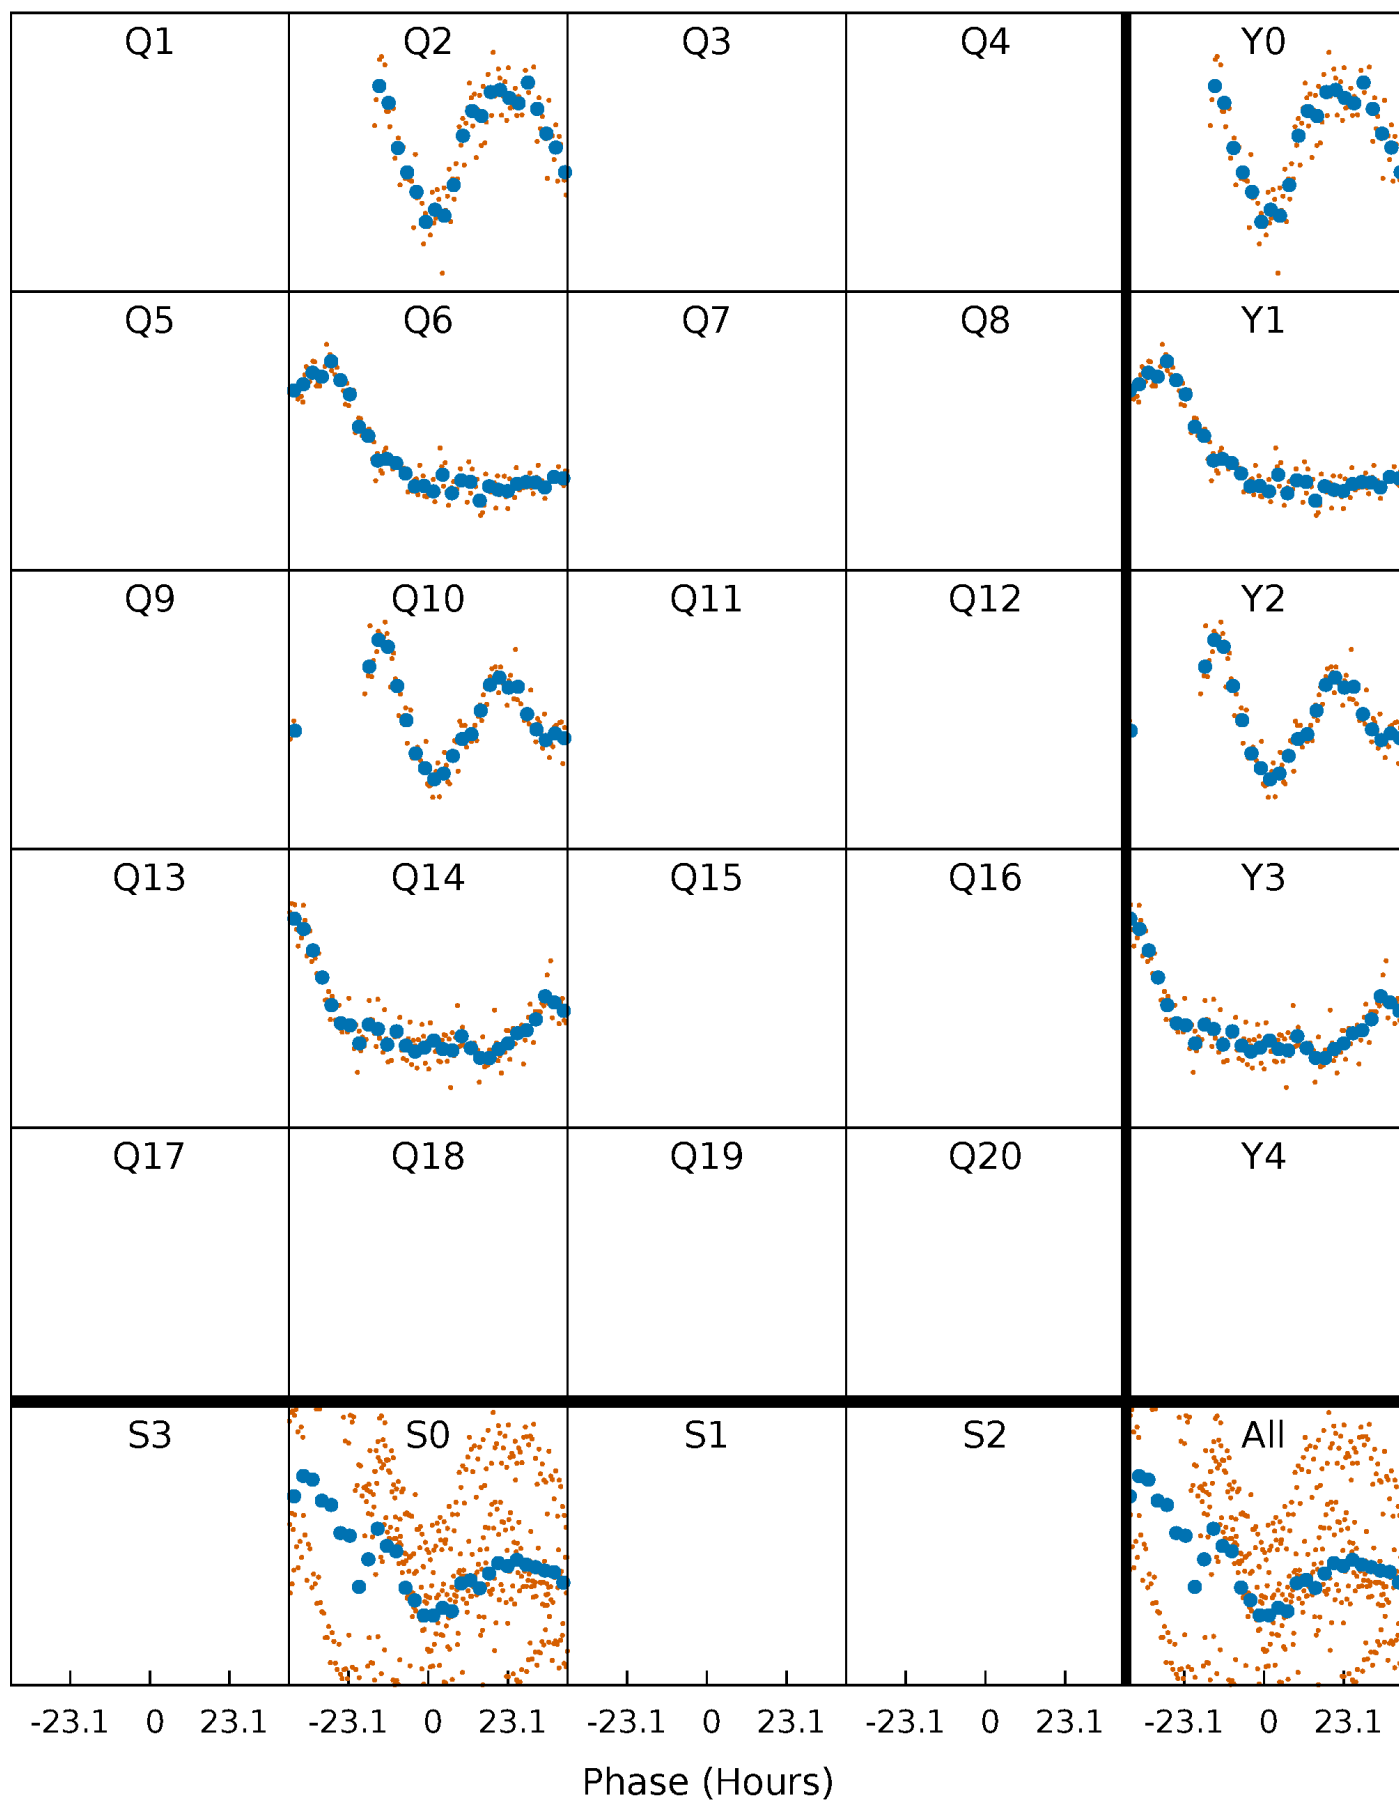 Q1 Q2 Q3 Q4 Y0
Q5 Q6 Q7 Q8 Y1
Q9 Q10 Q11 Q12 Y2
Q13 Q14 Q15 Q16 Y3
Q17 Q18 Q19 Q20 Y4
S3 S0 S1 S2 All
-23.1 0 23.1 -23.1 0 23.1 -23.1 0 23.1 -23.1 0 23.1 -23.1 0 23.1
Phase (Hours)